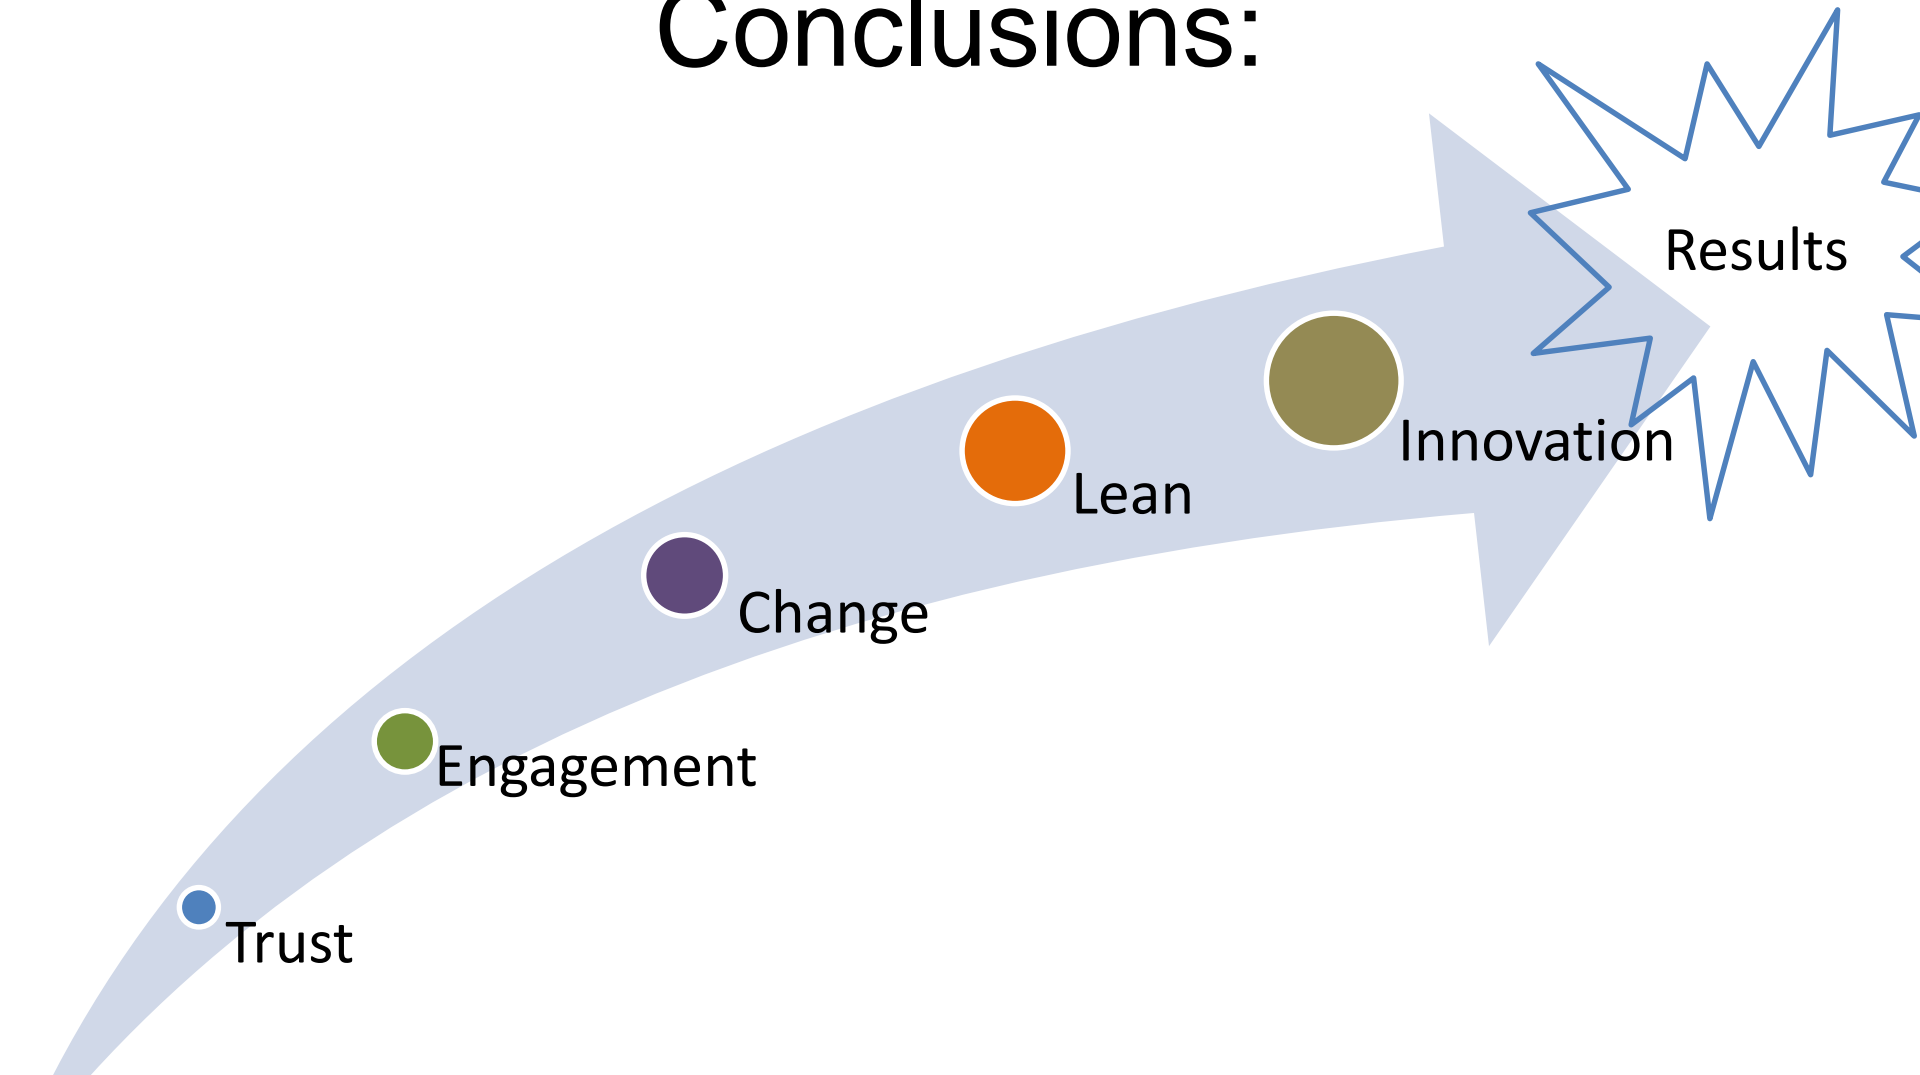 Conclusions:
Results
Innovation
Lean
Change
Engagement
Trust